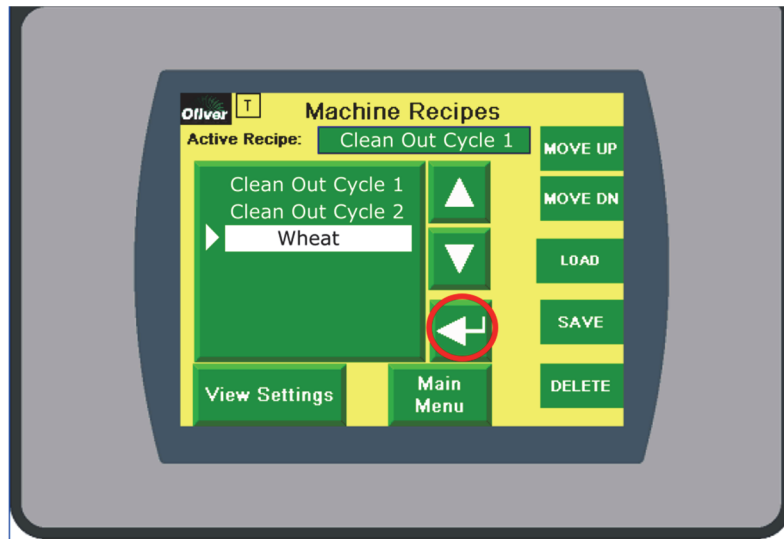 Oliver
T
Machine Recipes
Active Recipe: Clean Out Cycle 1
Clean Out Cycle 1
Clean Out Cycle 2
Wheat
MOVE UP
MOVE DN
LOAD
SAVE
DELETE
View Settings
Main
Menu